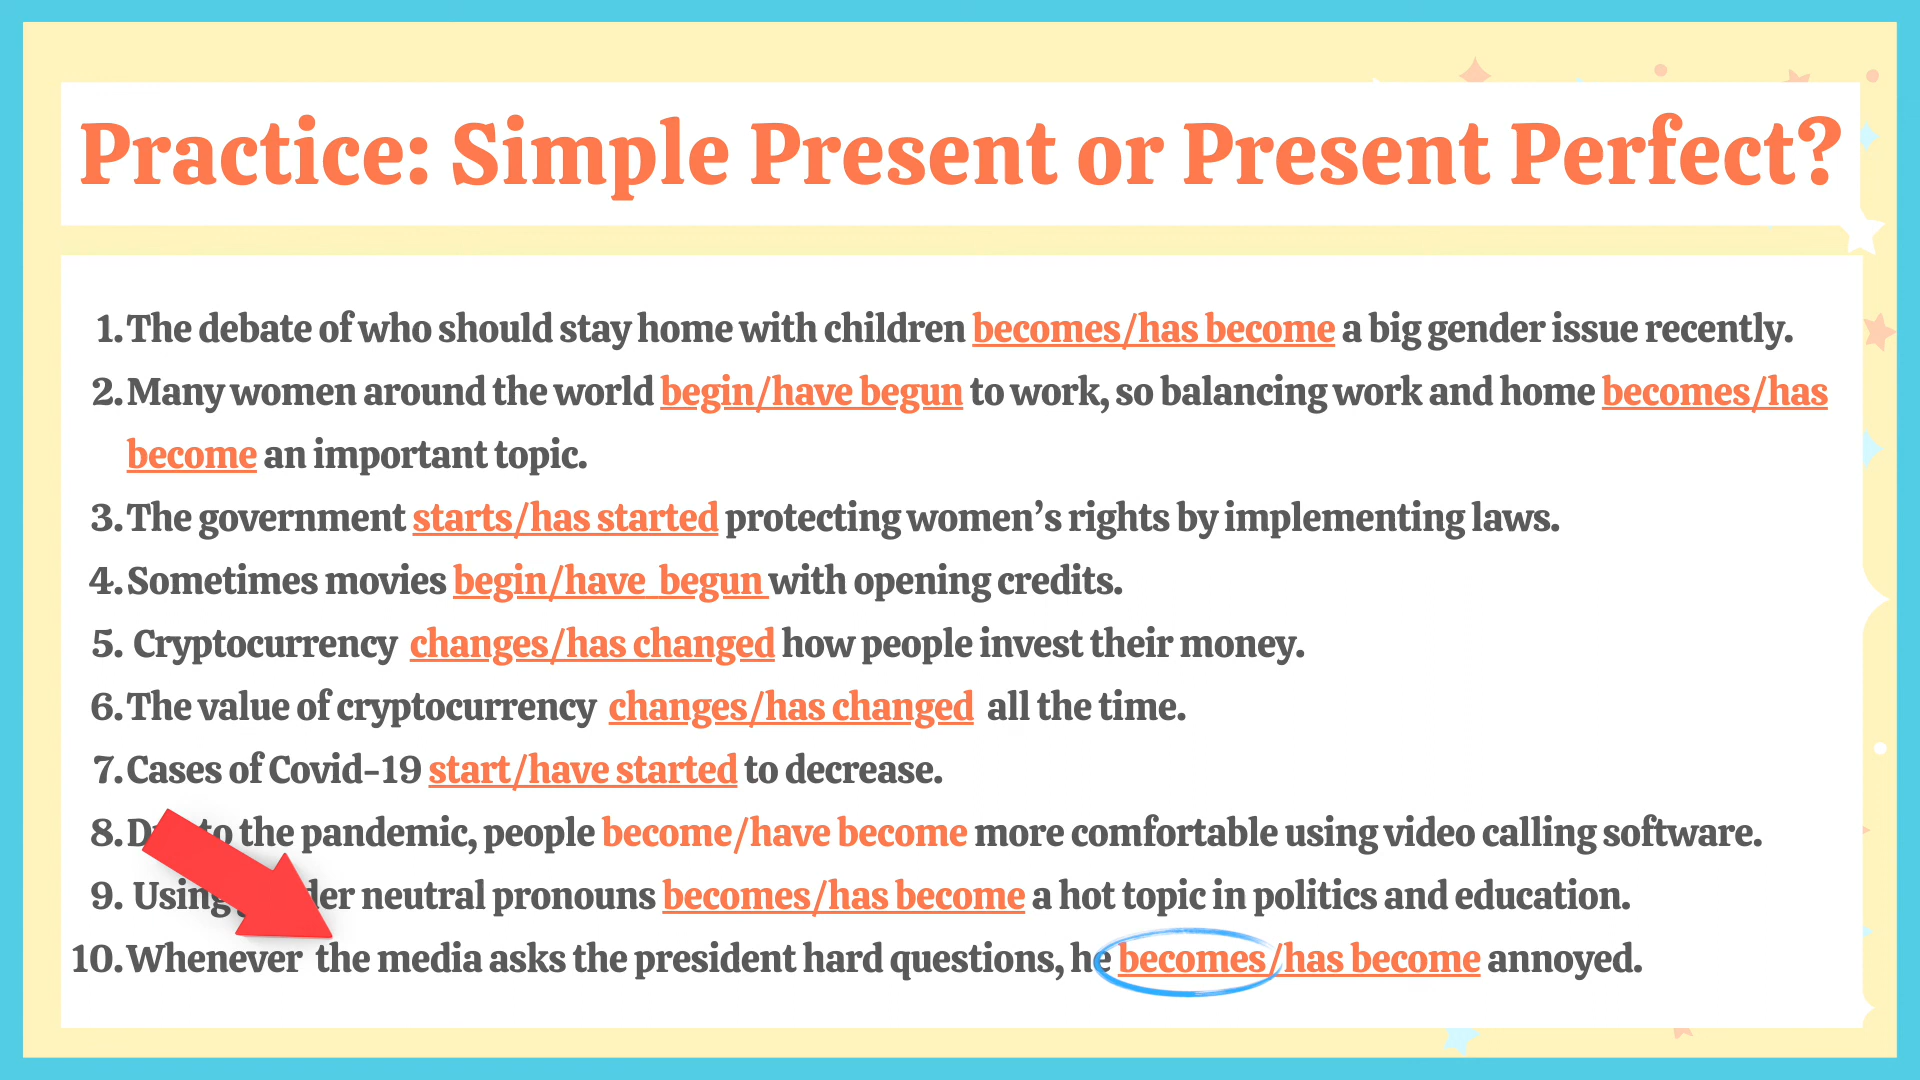 Practice: Simple Present or Present Perfect?
1. The debate of who should stay home with children becomes/has become a big gender issue recently.
2. Many women around the world begin/have begun to work, so balancing work and home becomes/has
become an important topic.
3. The government starts/has started protecting women's rights by implementing laws.
4. Sometimes movies begin/have begun with opening credits.
5. Cryptocurrency changes/has changed how people invest their money.
6. The value of cryptocurrency changes/has changed all the time.
7. Cases of Covid-19 start/have started to decrease.
8. to the pandemic, people become/have become more comfortable using video calling software.
9. Using neutral pronouns becomes/has become a hot topic in politics and education.
10. Whenever the media asks the president hard questions, he becomes/has become annoyed.